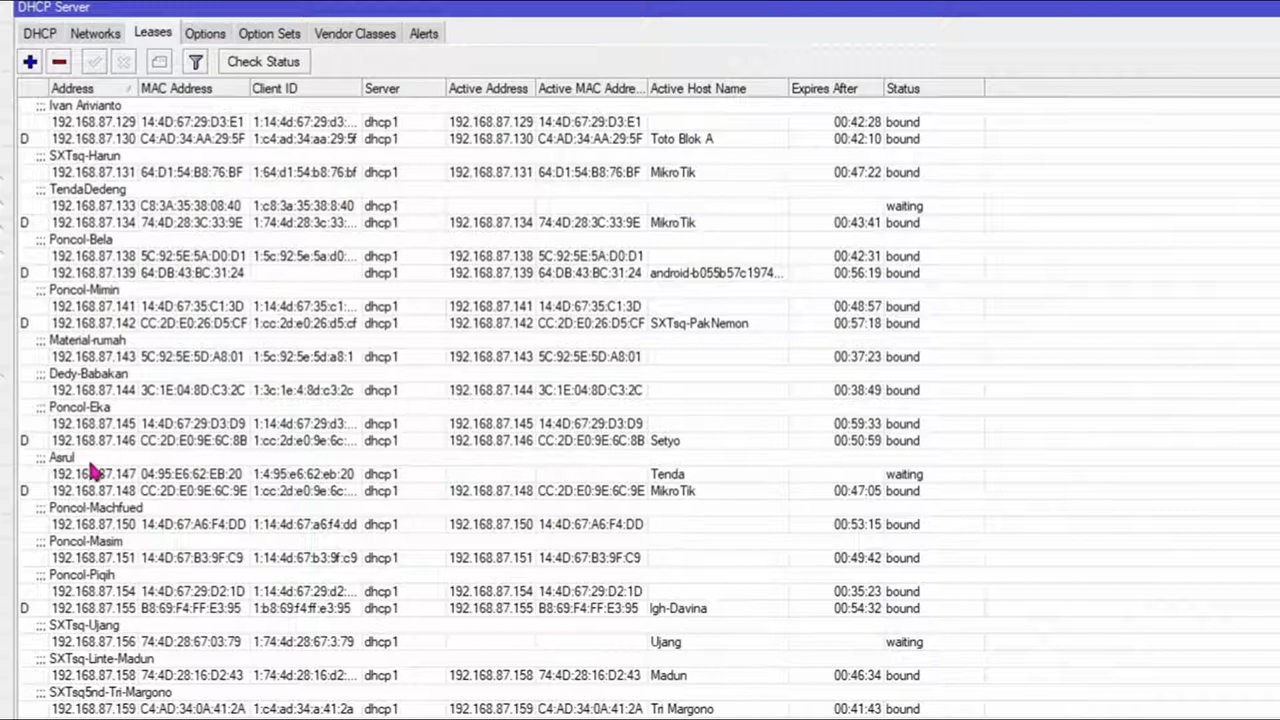 DHCP Server
DHCP Networks Leases Options Option Sets Vendor Classes Alerts
Check Status
Address MAC Address Client ID Server Active Address Active MAC Addre... Active Host Name Expires After Status
;;; Ivan Arivianto
192.168.87.129 14:4D:67:29:D3:E1 1:14:4d:67:29:d3:... dhcp1 192.168.87.129 14:4D:67:29:D3:E1 00:42:28 bound
D 192.168.87.130 C4:AD:34:AA:29:5F 1:c4:ad:34:aa:29:5f dhcp1 192.168.87.130 C4:AD:34:AA:29:5F Toto Blok A 00:42:10 bound
;;; SXTsq-Harun
192.168.87.131 64:D1:54:B8:76:BF 1:64:d1:54:b8:76:bf dhcp1 192.168.87.131 64:D1:54:B8:76:BF MikroTik 00:47:22 bound
;;; TendaDedeng
192.168.87.133 C8:3A:35:38:08:40 1:c8:3a:35:38:8:40 dhcp1 waiting
D 192.168.87.134 74:4D:28:3C:33:9E 1:74:4d:28:3c:33:... dhcp1 192.168.87.134 74:4D:28:3C:33:9E MikroTik 00:43:41 bound
;;; Poncol-Bela
192.168.87.138 5C:92:5E:5A:D0:D1 1:5c:92:5e:5a:d0:... dhcp1 192.168.87.138 5C:92:5E:5A:D0:D1 00:42:31 bound
D 192.168.87.139 64:DB:43:BC:31:24 dhcp1 192.168.87.139 64:DB:43:BC:31:24 android-b055b57c1974... 00:56:19 bound
;;; Poncol-Mimin
192.168.87.141 14:4D:67:35:C1:3D 1:14:4d:67:35:c1:... dhcp1 192.168.87.141 14:4D:67:35:C1:3D 00:48:57 bound
D 192.168.87.142 CC:2D:E0:26:D5:CF 1:cc:2d:e0:26:d5:cf dhcp1 192.168.87.142 CC:2D:E0:26:D5:CF SXTsq-Pak Nemon 00:57:18 bound
;;; Material-rumah
192.168.87.143 5C:92:5E:5D:A8:01 1:5c:92:5e:5d:a8:1 dhcp1 192.168.87.143 5C:92:5E:5D:A8:01 00:37:23 bound
;;; Dedy-Babakan
192.168.87.144 3C:1E:04:8D:C3:2C 1:3c:1e:4:8d:c3:2c dhcp1 192.168.87.144 3C:1E:04:8D:C3:2C 00:38:49 bound
;;; Poncol-Eka
192.168.87.145 14:4D:67:29:D3:D9 1:14:4d:67:29:d3:... dhcp1 192.168.87.145 14:4D:67:29:D3:D9 00:59:33 bound
D 192.168.87.146 CC:2D:E0:9E:6C:8B 1:cc:2d:e0:9e:6c:... dhcp1 192.168.87.146 CC:2D:E0:9E:6C:8B Setyo 00:50:59 bound
;;; Asrul
192.168.87.147 04:95:E6:62:EB:20 1:4:95:e6:62:eb:20 dhcp1 Tenda waiting
D 192.168.87.148 CC:2D:E0:9E:6C:9E 1:cc:2d:e0:9e:6c:... dhcp1 192.168.87.148 CC:2D:E0:9E:6C:9E MikroTik 00:47:05 bound
;;; Poncol-Machfued
192.168.87.150 14:4D:67:A6:F4:DD 1:14:4d:67:a6:f4:dd dhcp1 192.168.87.150 14:4D:67:A6:F4:DD 00:53:15 bound
;;; Poncol-Masim
192.168.87.151 14:4D:67:B3:9F:C9 1:14:4d:67:b3:9f:c9 dhcp1 192.168.87.151 14:4D:67:B3:9F:C9 00:49:42 bound
;;; Poncol-Piqih
192.168.87.154 14:4D:67:29:D2:1D 1:14:4d:67:29:d2:... dhcp1 192.168.87.154 14:4D:67:29:D2:1D 00:35:23 bound
D 192.168.87.155 B8:69:F4:FF:E3:95 1:b8:69:f4:ff:e3:95 dhcp1 192.168.87.155 B8:69:F4:FF:E3:95 Igh-Davina 00:54:32 bound
;;; SXTsq-Ujang
192.168.87.156 74:4D:28:67:03:79 1:74:4d:28:67:3:79 dhcp1 Ujang waiting
;;; SXTsq-Linte-Madun
192.168.87.158 74:4D:28:16:D2:43 1:74:4d:28:16:d2:... dhcp1 192.168.87.158 74:4D:28:16:D2:43 Madun 00:46:34 bound
;;; SXTsq5nd-Tri-Margono
192.168.87.159 C4:AD:34:0A:41:2A 1:c4:ad:34:a:41:2a dhcp1 192.168.87.159 C4:AD:34:0A:41:2A Tri Margono 00:41:43 bound